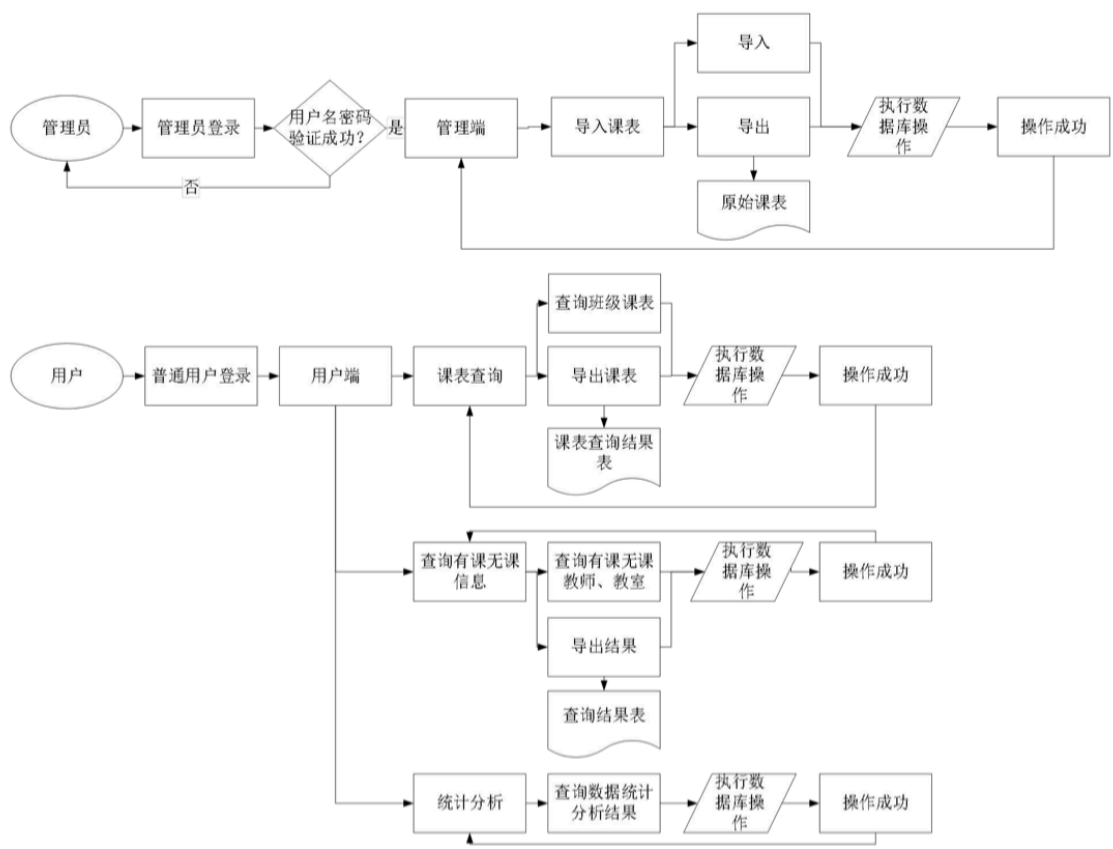 导入
管理员
管理员登录
用户名密码
验证成功？
是
管理端
导入课表
导出
执行数
据库操
作
操作成功
否
原始课表
查询班级课表
用户
普通用户登录
用户端
课表查询
导出课表
执行数
据库操
作
操作成功
课表查询结果
表
查询有课无课
信息
查询有课无课
教师、教室
执行数
据库操
作
操作成功
导出结果
查询结果表
统计分析
查询数据统计
分析结果
执行数
据库操
作
操作成功